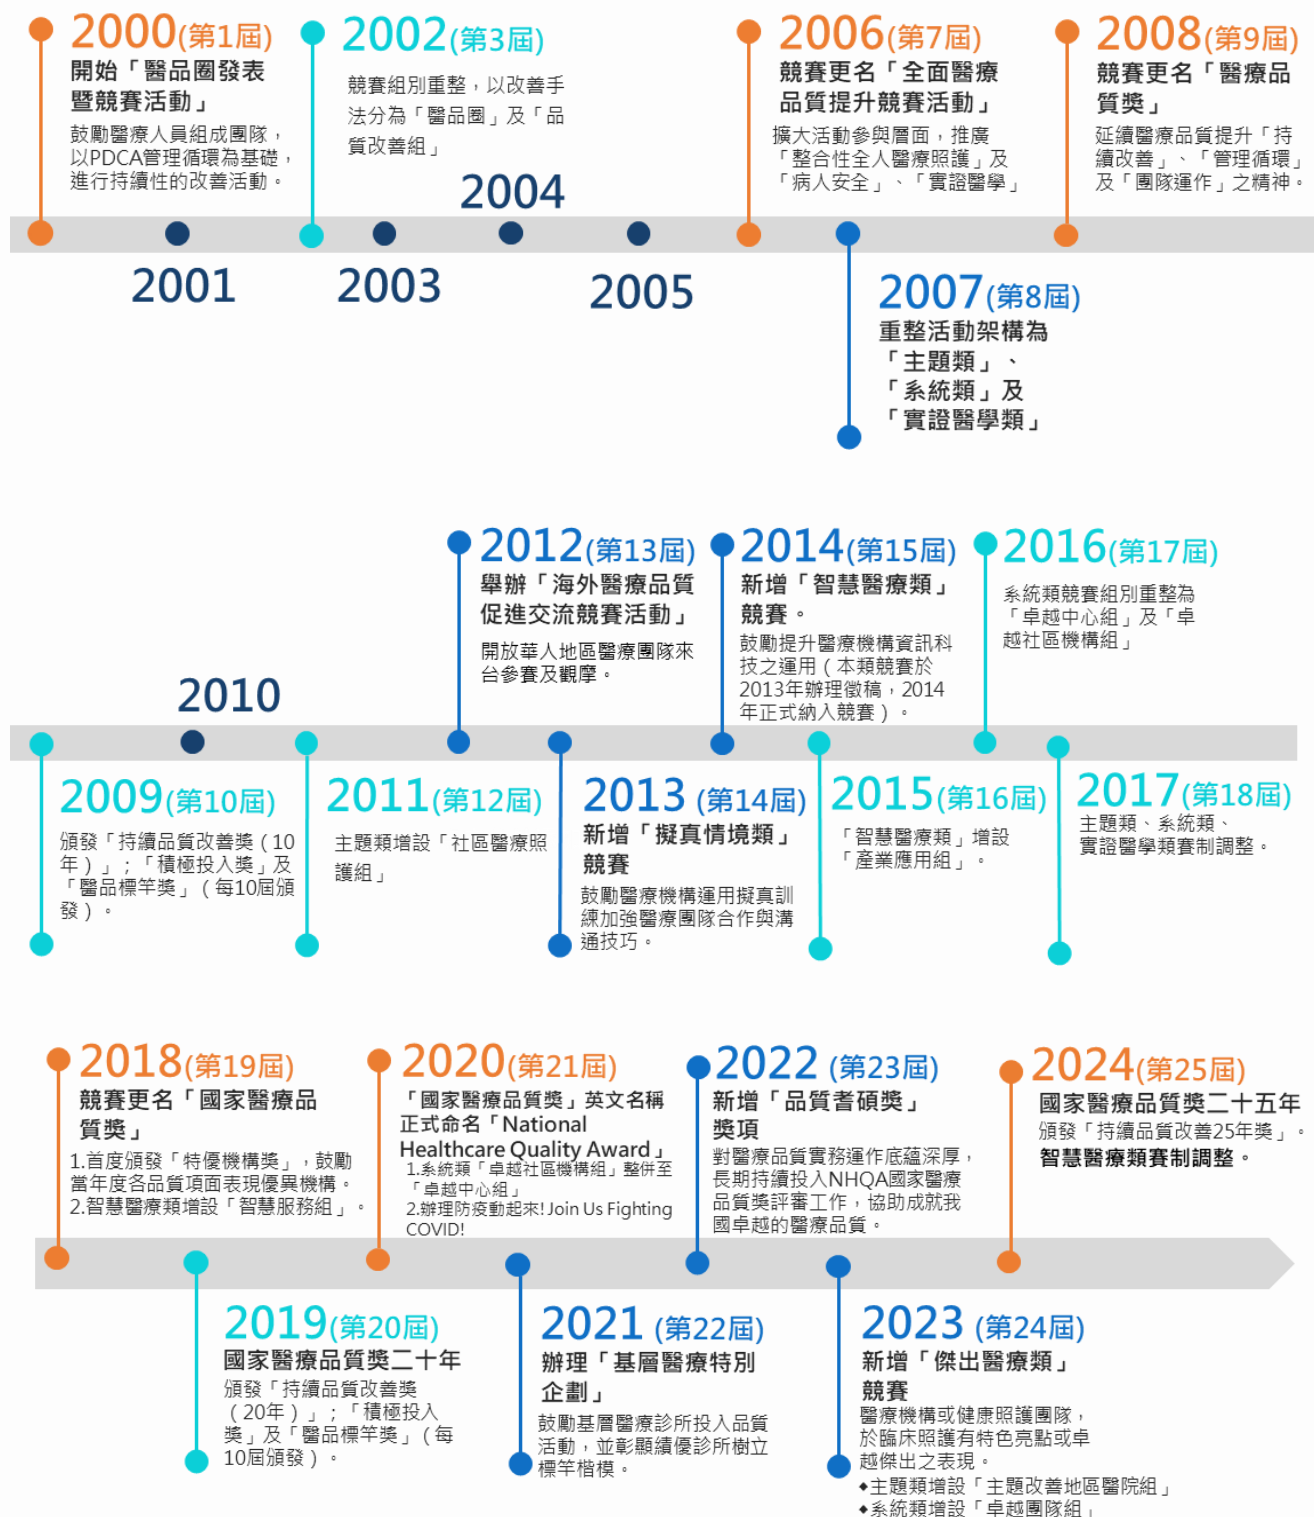 2000(第1屆)
開始「醫品圈發表
暨競賽活動」
鼓勵醫療人員組成團隊，
以PDCA管理循環為基礎，
進行持續性的改善活動。
2001
2002(第3屆)
競賽組別重整，以改善手
法分為「醫品圈」及「品
質改善組」
2003
2004
2005
2006(第7屆)
競賽更名「全面醫療
品質提升競賽活動」
擴大活動參與層面，推廣
「整合性全人醫療照護」及
「病人安全」、「實證醫學」
2007(第8屆)
重整活動架構為
「主題類」、
「系統類」及
「實證醫學類」
2008(第9屆)
競賽更名「醫療品
質獎」
延續醫療品質提升「持
續改善」、「管理循環」
及「團隊運作」之精神。
2009(第10屆)
頒發「持續品質改善獎（10
年）」；「積極投入獎」及
「醫品標竿獎」（每10屆頒
發）。
2010
2011(第12屆)
主題類增設「社區醫療照
護組」
2012(第13屆)
舉辦「海外醫療品質
促進交流競賽活動」
開放華人地區醫療團隊來
台參賽及觀摩。
2013 (第14屆)
新增「擬真情境類」
競賽
鼓勵醫療機構運用擬真訓
練加強醫療團隊合作與溝
通技巧。
2014(第15屆)
新增「智慧醫療類」
競賽。
鼓勵提升醫療機構資訊科
技之運用（本類競賽於
2013年辦理徵稿，2014
年正式納入競賽）。
2015(第16屆)
「智慧醫療類」增設
「產業應用組」。
2016(第17屆)
系統類競賽組別重整為
「卓越中心組」及「卓
越社區機構組」
2017(第18屆)
主題類、系統類、
實證醫學類賽制調整。
2018(第19屆)
競賽更名「國家醫療品
質獎」
1.首度頒發「特優機構獎」，鼓勵
當年度各品質項面表現優異機構。
2.智慧醫療類增設「智慧服務組」。
2019(第20屆)
國家醫療品質獎二十年
頒發「持續品質改善獎
（20年）」；「積極投入
獎」及「醫品標竿獎」（每
10屆頒發）。
2020(第21屆)
「國家醫療品質獎」英文名稱
正式命名「National
Healthcare Quality Award」
1.系統類「卓越社區機構組」整併至
「卓越中心組」
2.辦理防疫動起來! Join Us Fighting
COVID!
2021 (第22屆)
辦理「基層醫療特別
企劃」
鼓勵基層醫療診所投入品質
活動，並彰顯績優診所樹立
標竿楷模。
2022 (第23屆)
新增「品質耆碩獎」
獎項
對醫療品質實務運作底蘊深厚，
長期持續投入NHQA國家醫療
品質獎評審工作，協助成就我
國卓越的醫療品質。
2023 (第24屆)
新增「傑出醫療類」
競賽
醫療機構或健康照護團隊，
於臨床照護有特色亮點或卓
越傑出之表現。
◆主題類增設「主題改善地區醫院組」
◆系統類增設「卓越團隊組」
2024(第25屆)
國家醫療品質獎二十五年
頒發「持續品質改善25年獎」。
智慧醫療類賽制調整。